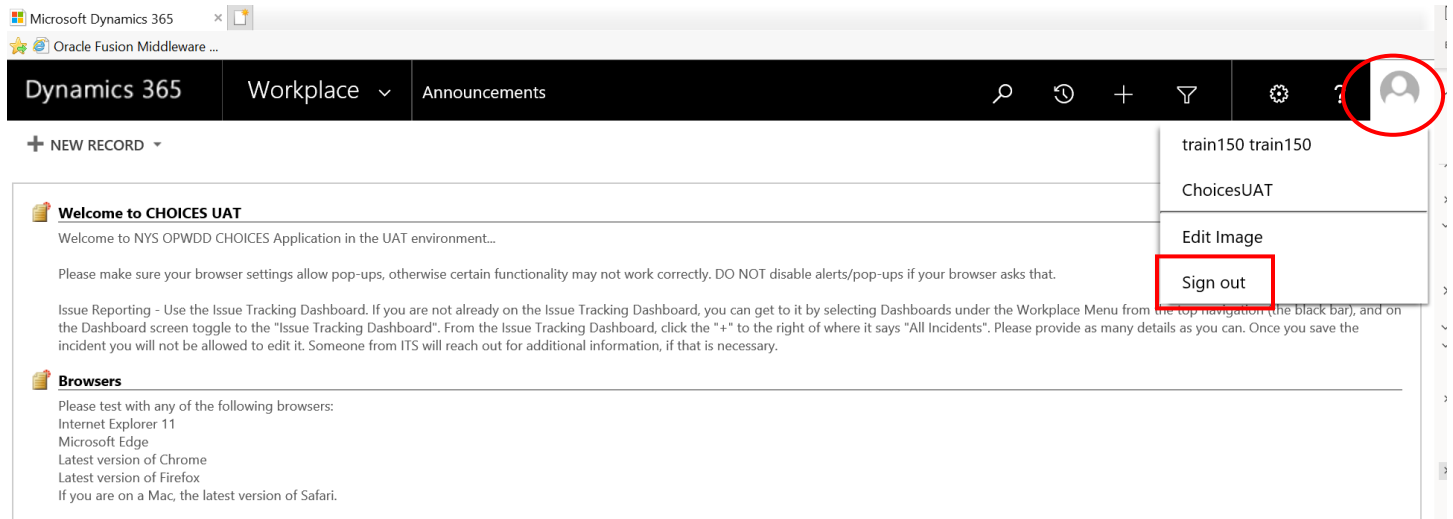 Microsoft Dynamics 365
Oracle Fusion Middleware ...
Dynamics 365 Workplace Announcements ?
NEW RECORD
train150 train150
ChoicesUAT
Edit Image
Sign out
Welcome to CHOICES UAT
Welcome to NYS OPWDD CHOICES Application in the UAT environment...
Please make sure your browser settings allow pop-ups, otherwise certain functionality may not work correctly. DO NOT disable alerts/pop-ups if your browser asks that.
Issue Reporting - Use the Issue Tracking Dashboard. If you are not already on the Issue Tracking Dashboard, you can get to it by selecting Dashboards under the Workplace Menu from the top navigation (the black bar), and on
the Dashboard screen toggle to the "Issue Tracking Dashboard". From the Issue Tracking Dashboard, click the "+" to the right of where it says "All Incidents". Please provide as many details as you can. Once you save the
incident you will not be allowed to edit it. Someone from ITS will reach out for additional information, if that is necessary.
Browsers
Please test with any of the following browsers:
Internet Explorer 11
Microsoft Edge
Latest version of Chrome
Latest version of Firefox
If you are on a Mac, the latest version of Safari.